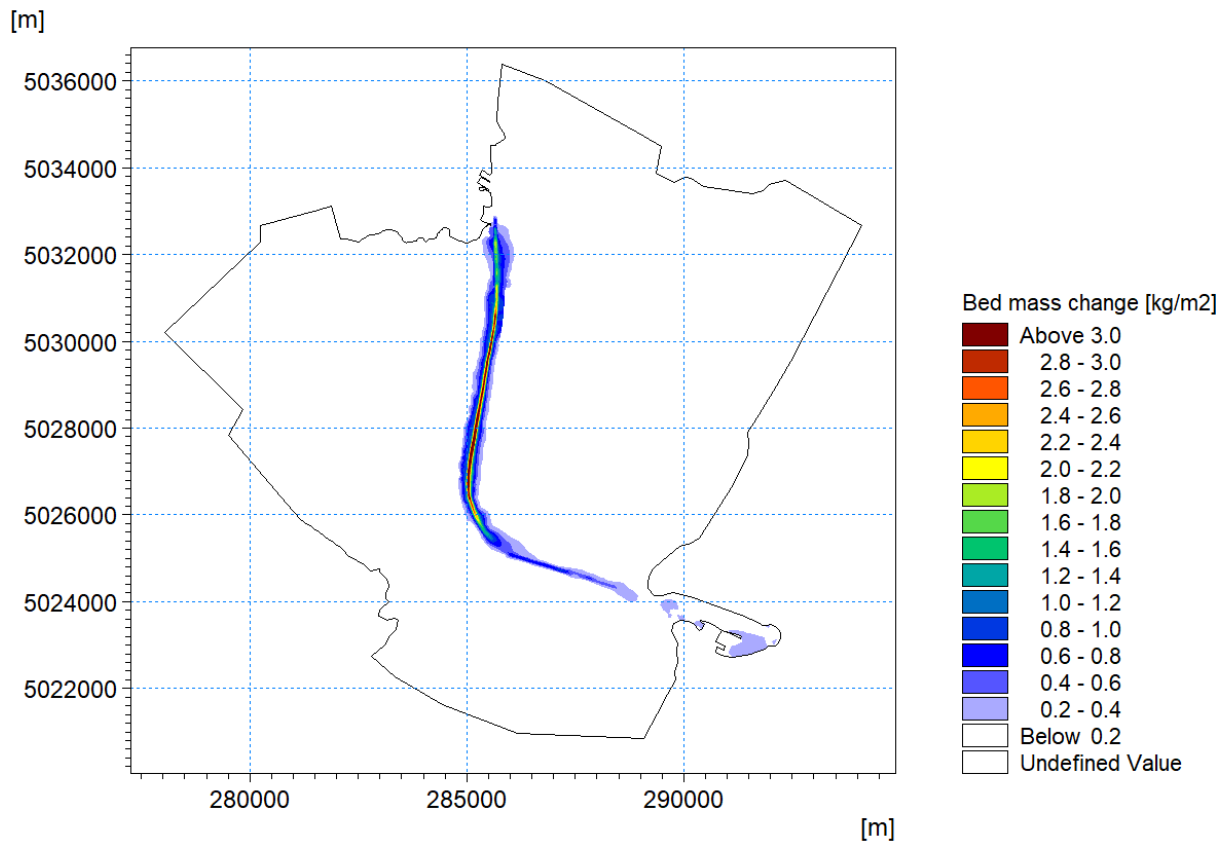 [m]
5036000
5034000
5032000
5030000
5028000
5026000
5024000
5022000
280000 285000 290000
[m]
Bed mass change [kg/m2]
Above 3.0
2.8 - 3.0
2.6 - 2.8
2.4 - 2.6
2.2 - 2.4
2.0 - 2.2
1.8 - 2.0
1.6 - 1.8
1.4 - 1.6
1.2 - 1.4
1.0 - 1.2
0.8 - 1.0
0.6 - 0.8
0.4 - 0.6
0.2 - 0.4
Below 0.2
Undefined Value